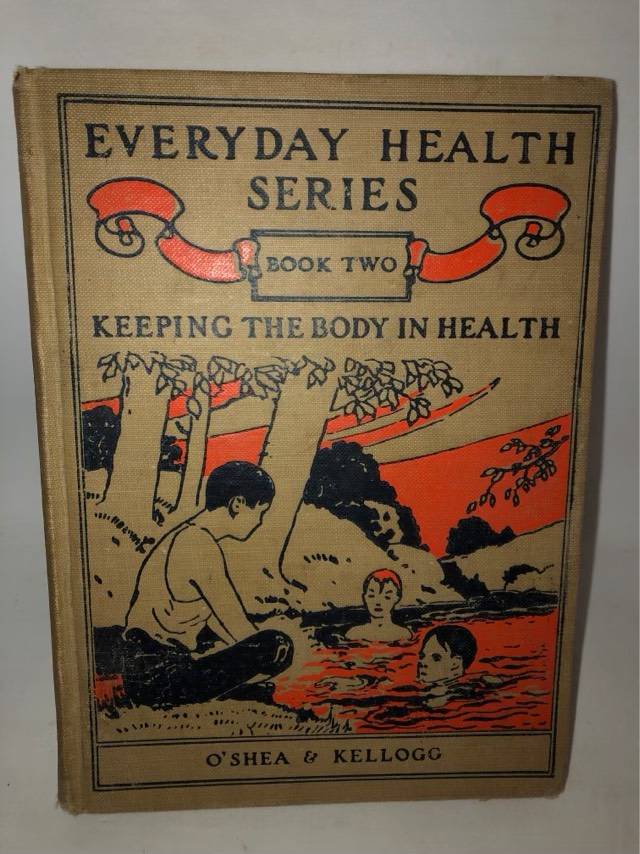 EVERYDAY HEALTH
SERIES
BOOK TWO
KEEPING THE BODY IN HEALTH
O'SHEA & KELLOGG